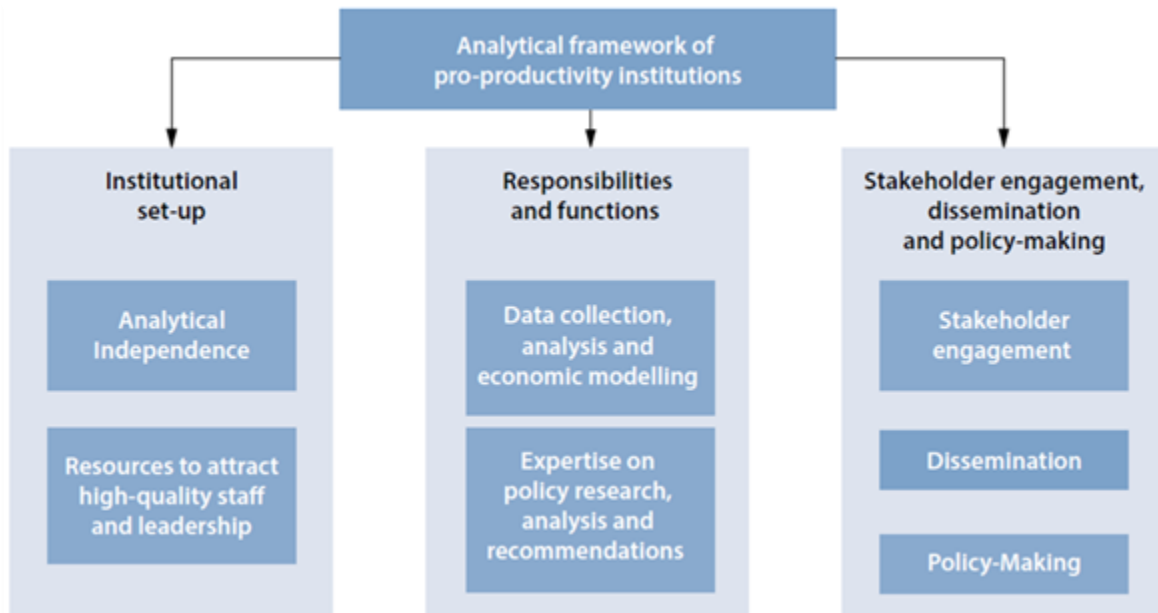 Analytical framework of
pro-productivity institutions
Institutional
set-up
Analytical
Independence
Resources to attract
high-quality staff
and leadership
Responsibilities
and functions
Data collection,
analysis and
economic modelling
Expertise on
policy research,
analysis and
recommendations
Stakeholder engagement,
dissemination
and policy-making
Stakeholder
engagement
Dissemination
Policy-Making